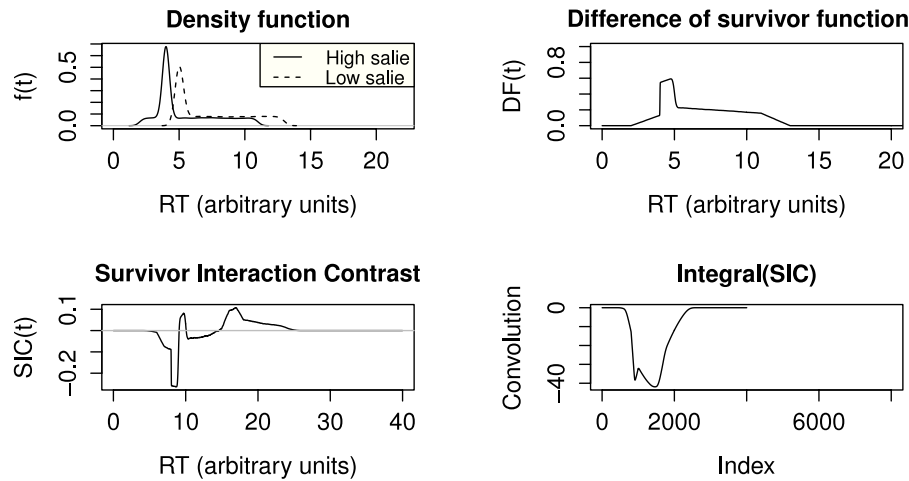 Density function
f(t)
0.5
0.0
High salie
Low salie
0 5 10 15 20
RT (arbitrary units)
Difference of survivor function
DF(t)
0.8
0.0
0 5 10 15 20
RT (arbitrary units)
Survivor Interaction Contrast
SIC(t)
0.1
−0.2
0 10 20 30 40
RT (arbitrary units)
Integral(SIC)
Convolution
0
−40
0 2000 6000
Index